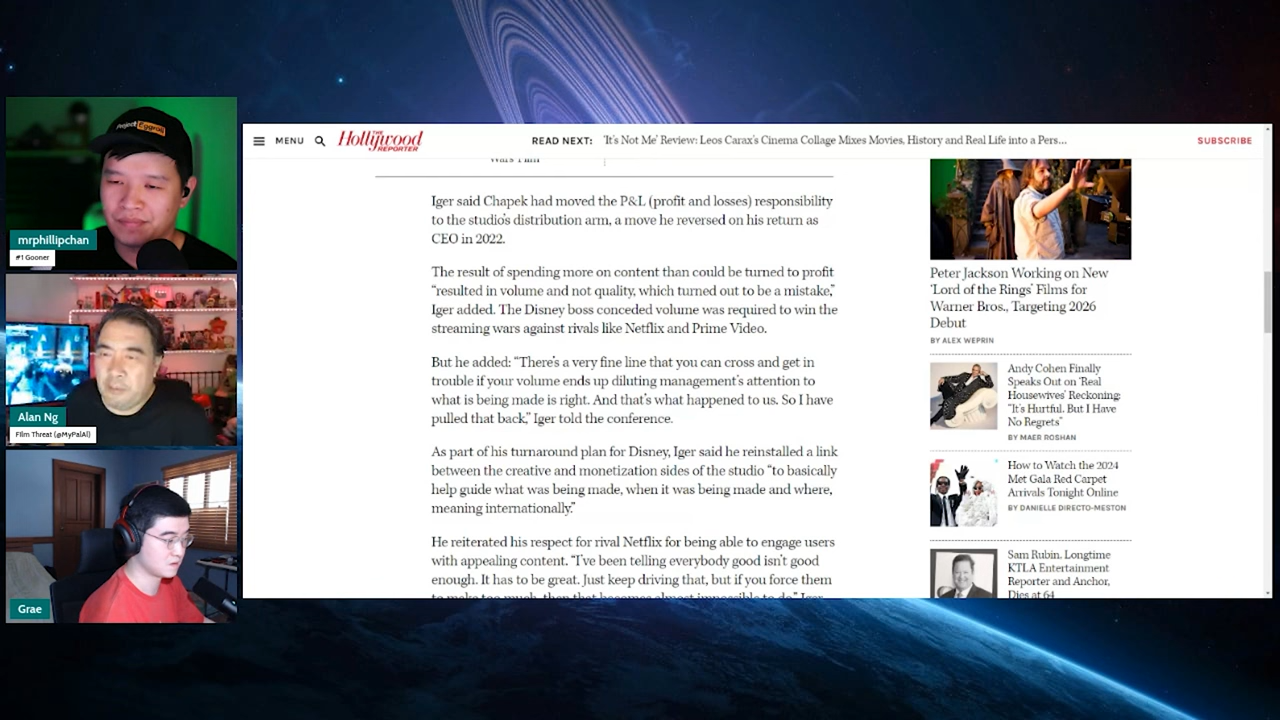 Project Eggroll
mrphillipchan
#1 Gooner
Alan Ng
Film Threat (@MyPalAl)
Grae
MENU
THE
Hollywood
REPORTER
READ NEXT: 'It's Not Me' Review: Leos Carax's Cinema Collage Mixes Movies, History and Real Life into a Pers...
SUBSCRIBE
Wars Film
Iger said Chapek had moved the P&L (profit and losses) responsibility
to the studio's distribution arm, a move he reversed on his return as
CEO in 2022.
The result of spending more on content than could be turned to profit
“resulted in volume and not quality, which turned out to be a mistake,”
Iger added. The Disney boss conceded volume was required to win the
streaming wars against rivals like Netflix and Prime Video.
But he added: “There's a very fine line that you can cross and get in
trouble if your volume ends up diluting management's attention to
what is being made is right. And that's what happened to us. So I have
pulled that back,” Iger told the conference.
As part of his turnaround plan for Disney, Iger said he reinstalled a link
between the creative and monetization sides of the studio “to basically
help guide what was being made, when it was being made and where,
meaning internationally.”
He reiterated his respect for rival Netflix for being able to engage users
with appealing content. “I've been telling everybody good isn't good
enough. It has to be great. Just keep driving that, but if you force them
to make too much, then that becomes almost impossible to do,” Iger
Peter Jackson Working on New
'Lord of the Rings' Films for
Warner Bros., Targeting 2026
Debut
BY ALEX WEPRIN
Andy Cohen Finally
Speaks Out on 'Real
Housewives' Reckoning:
“It's Hurtful. But I Have
No Regrets”
BY MAER ROSHAN
How to Watch the 2024
Met Gala Red Carpet
Arrivals Tonight Online
BY DANIELLE DIRECTO-MESTON
Sam Rubin, Longtime
KTLA Entertainment
Reporter and Anchor,
Dies at 64